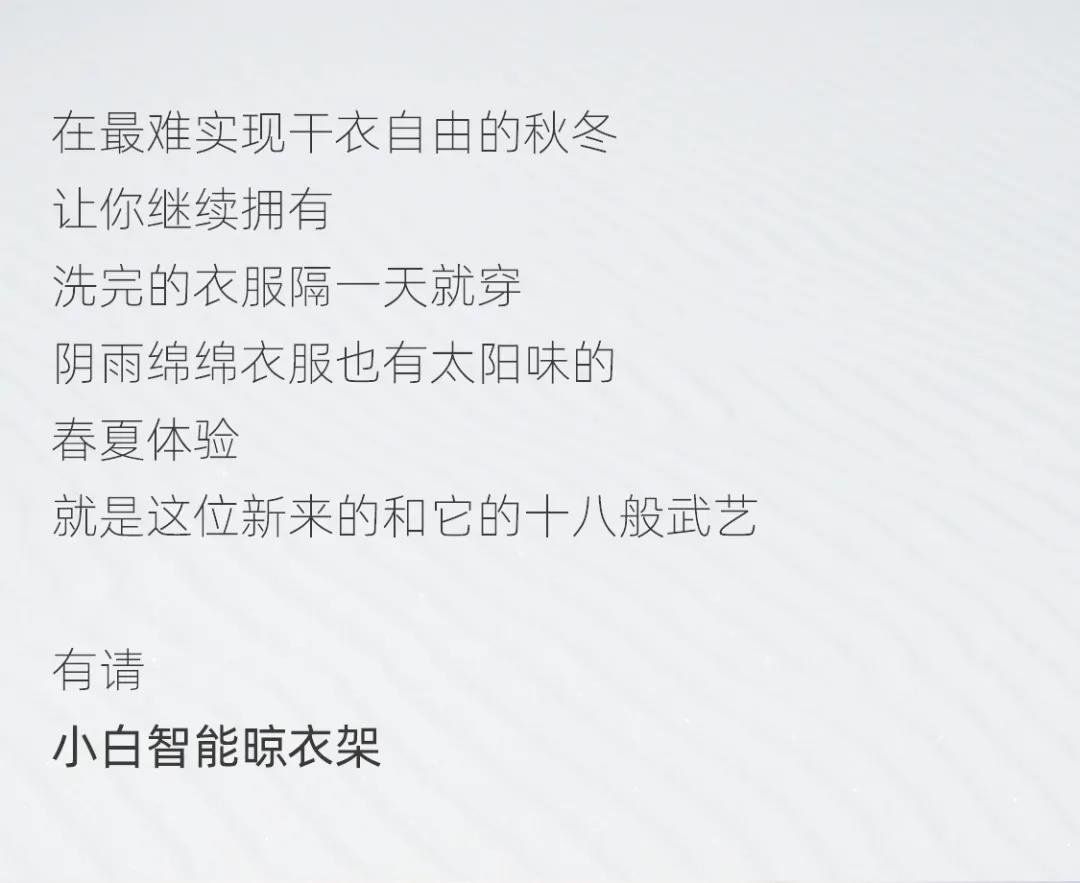 在最难实现干衣自由的秋冬
让你继续拥有
洗完的衣服隔一天就穿
阴雨绵绵衣服也有太阳味的
春夏体验
就是这位新来的和它的十八般武艺
有请
小白智能晾衣架